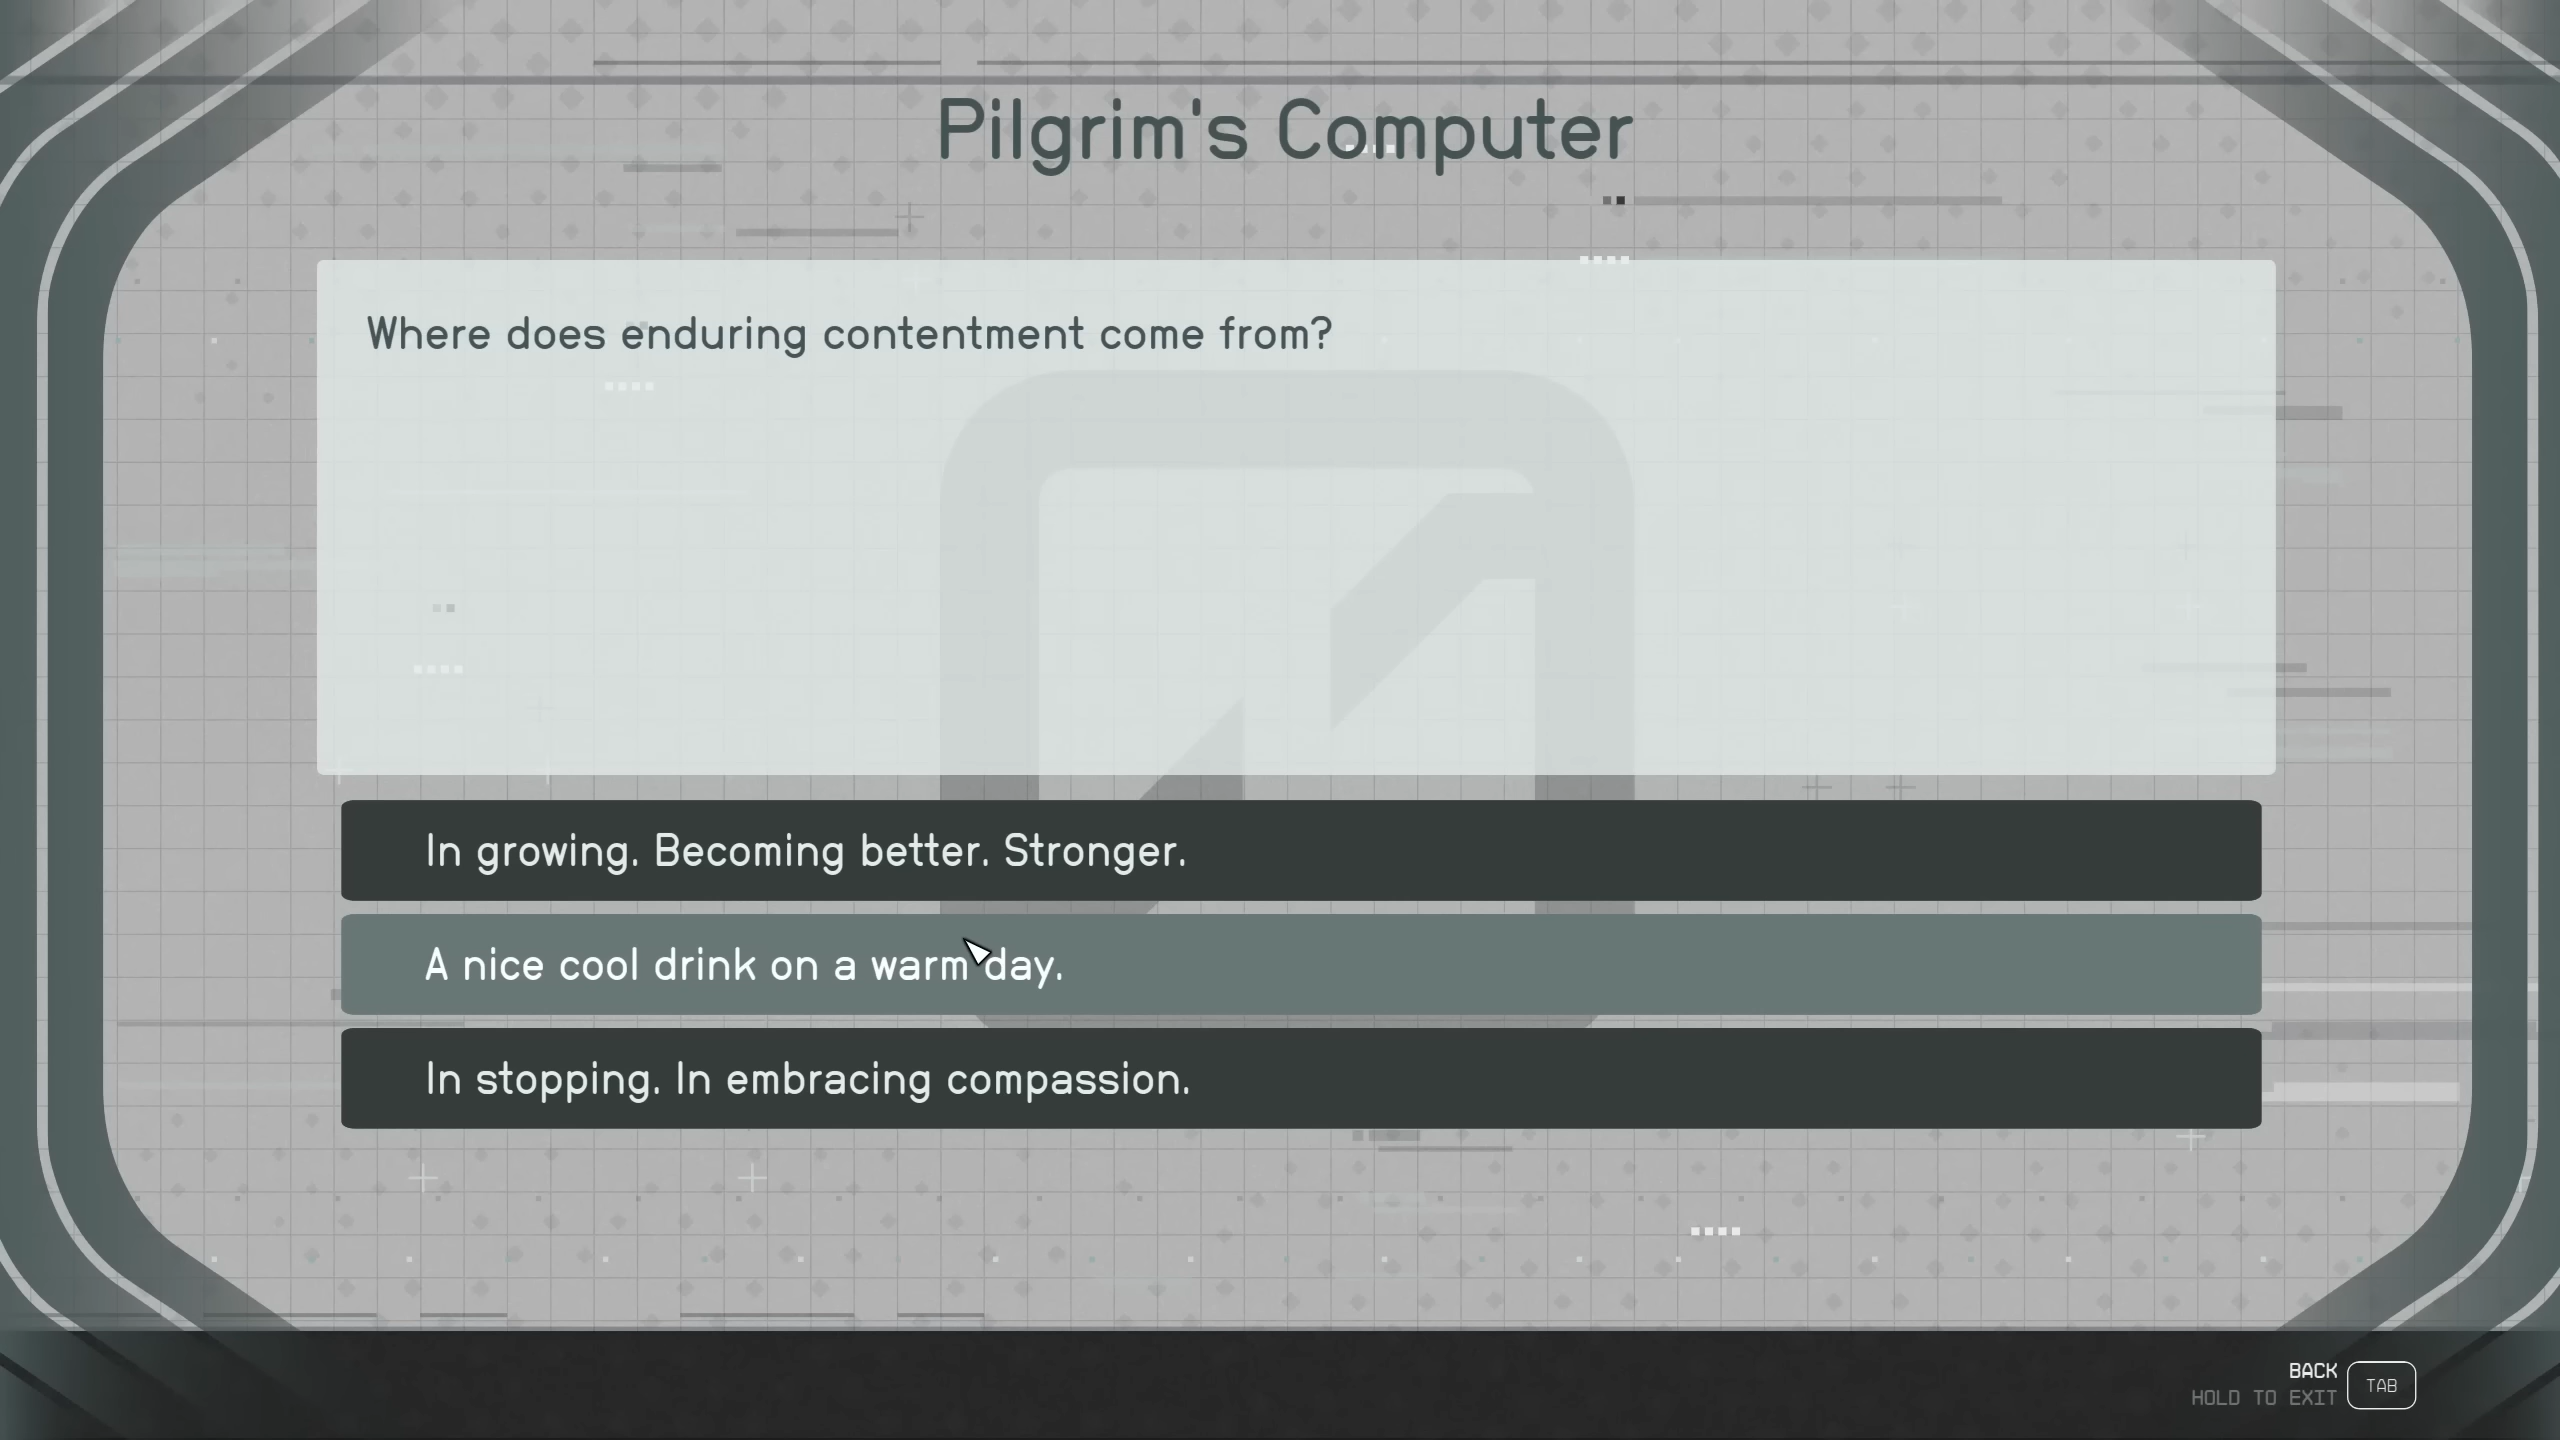 Pilgrim's Computer
Where does enduring contentment come from?
In growing. Becoming better. Stronger.
A nice cool drink on a warm day.
In stopping. In embracing compassion.
BACK
HOLD TO EXIT
TAB